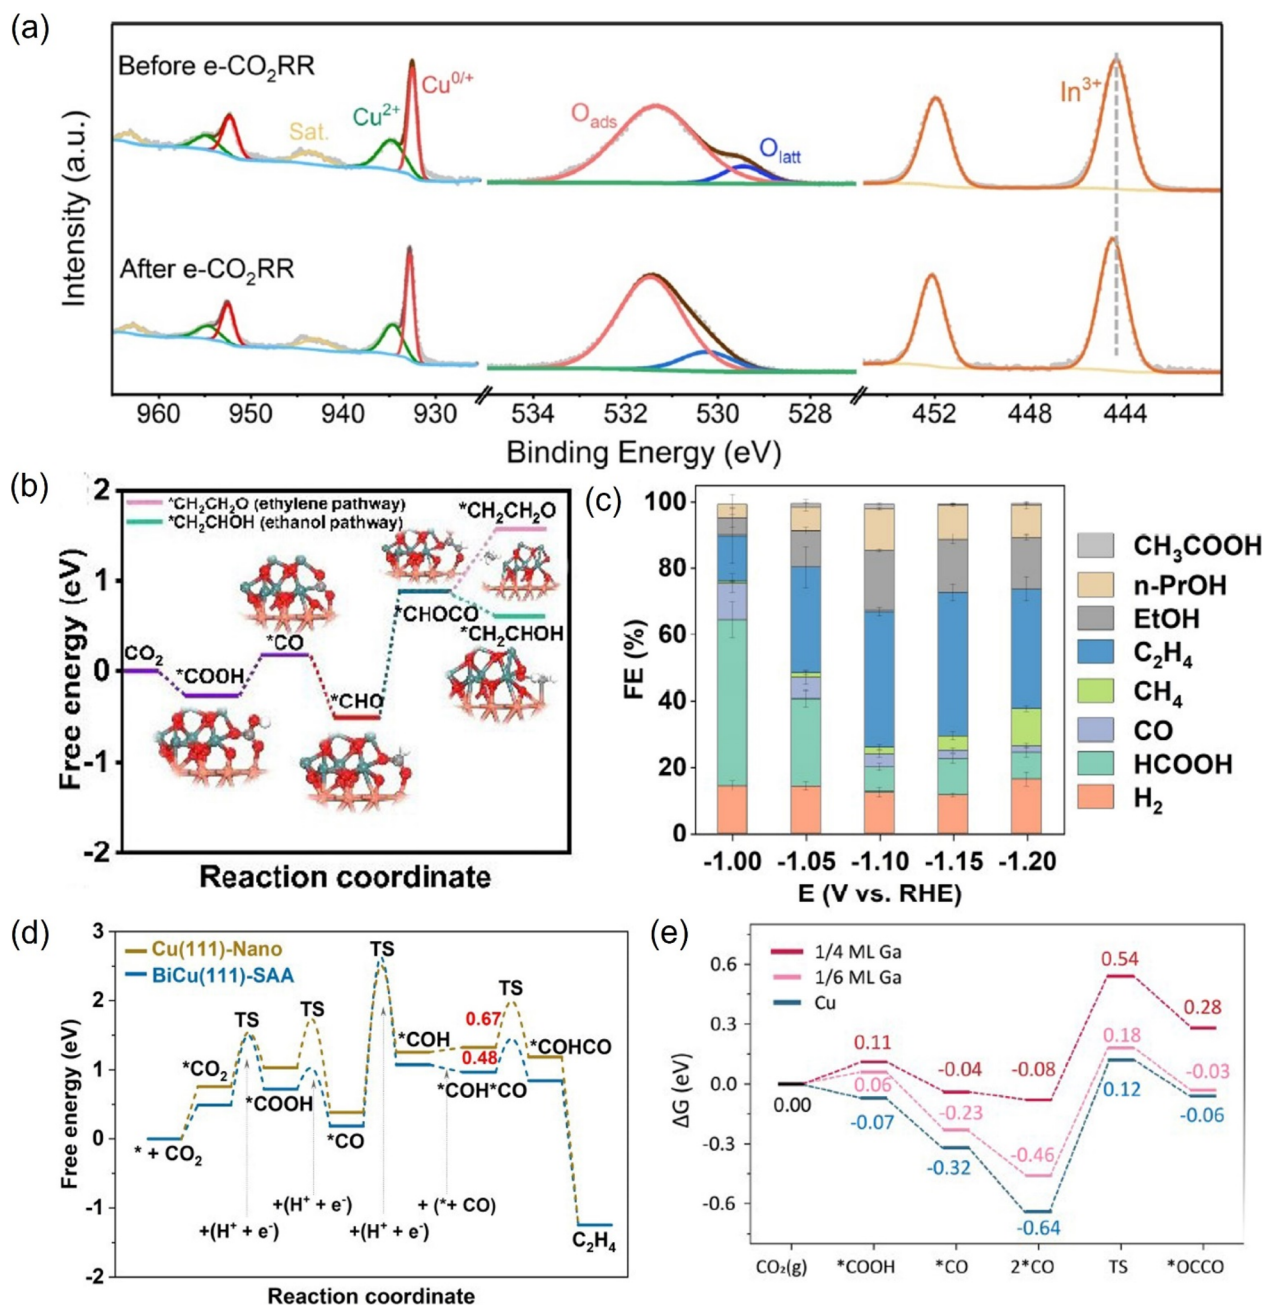 (a)
Before e-CO₂RR
Sat.
Cu²⁺
Cu⁰ᐟ⁺
O_ads
O_latt
In³⁺
After e-CO₂RR
Intensity (a.u.)
960 950 940 930 534 532 530 528 452 448 444
Binding Energy (eV)
(b)
*CH₂CH₂O (ethylene pathway)
*CH₂CHOH (ethanol pathway)
*CH₂CH₂O
*CHOCO
*CH₂CHOH
CO₂
*COOH
*CO
*CHO
Free energy (eV)
2
1
0
-1
-2
Reaction coordinate
(c)
FE (%)
100
80
60
40
20
0
-1.00 -1.05 -1.10 -1.15 -1.20
E (V vs. RHE)
CH₃COOH
n-PrOH
EtOH
C₂H₄
CH₄
CO
HCOOH
H₂
(d)
Cu(111)-Nano
BiCu(111)-SAA
Free energy (eV)
3
2
1
0
-1
-2
* + CO₂
*CO₂
TS
*COOH
TS
*CO
TS
*COH
0.67
0.48
*COH*CO
TS
*COHCO
C₂H₄
+(H⁺ + e⁻)
+(H⁺ + e⁻)
+(H⁺ + e⁻)
+ (*+ CO)
Reaction coordinate
(e)
1/4 ML Ga
1/6 ML Ga
Cu
ΔG (eV)
0.6
0.3
0.0
-0.3
-0.6
0.00
0.11
-0.04
-0.08
0.54
0.28
0.06
-0.23
-0.46
0.18
-0.03
-0.07
-0.32
-0.64
0.12
-0.06
CO₂(g) *COOH *CO 2*CO TS *OCCO